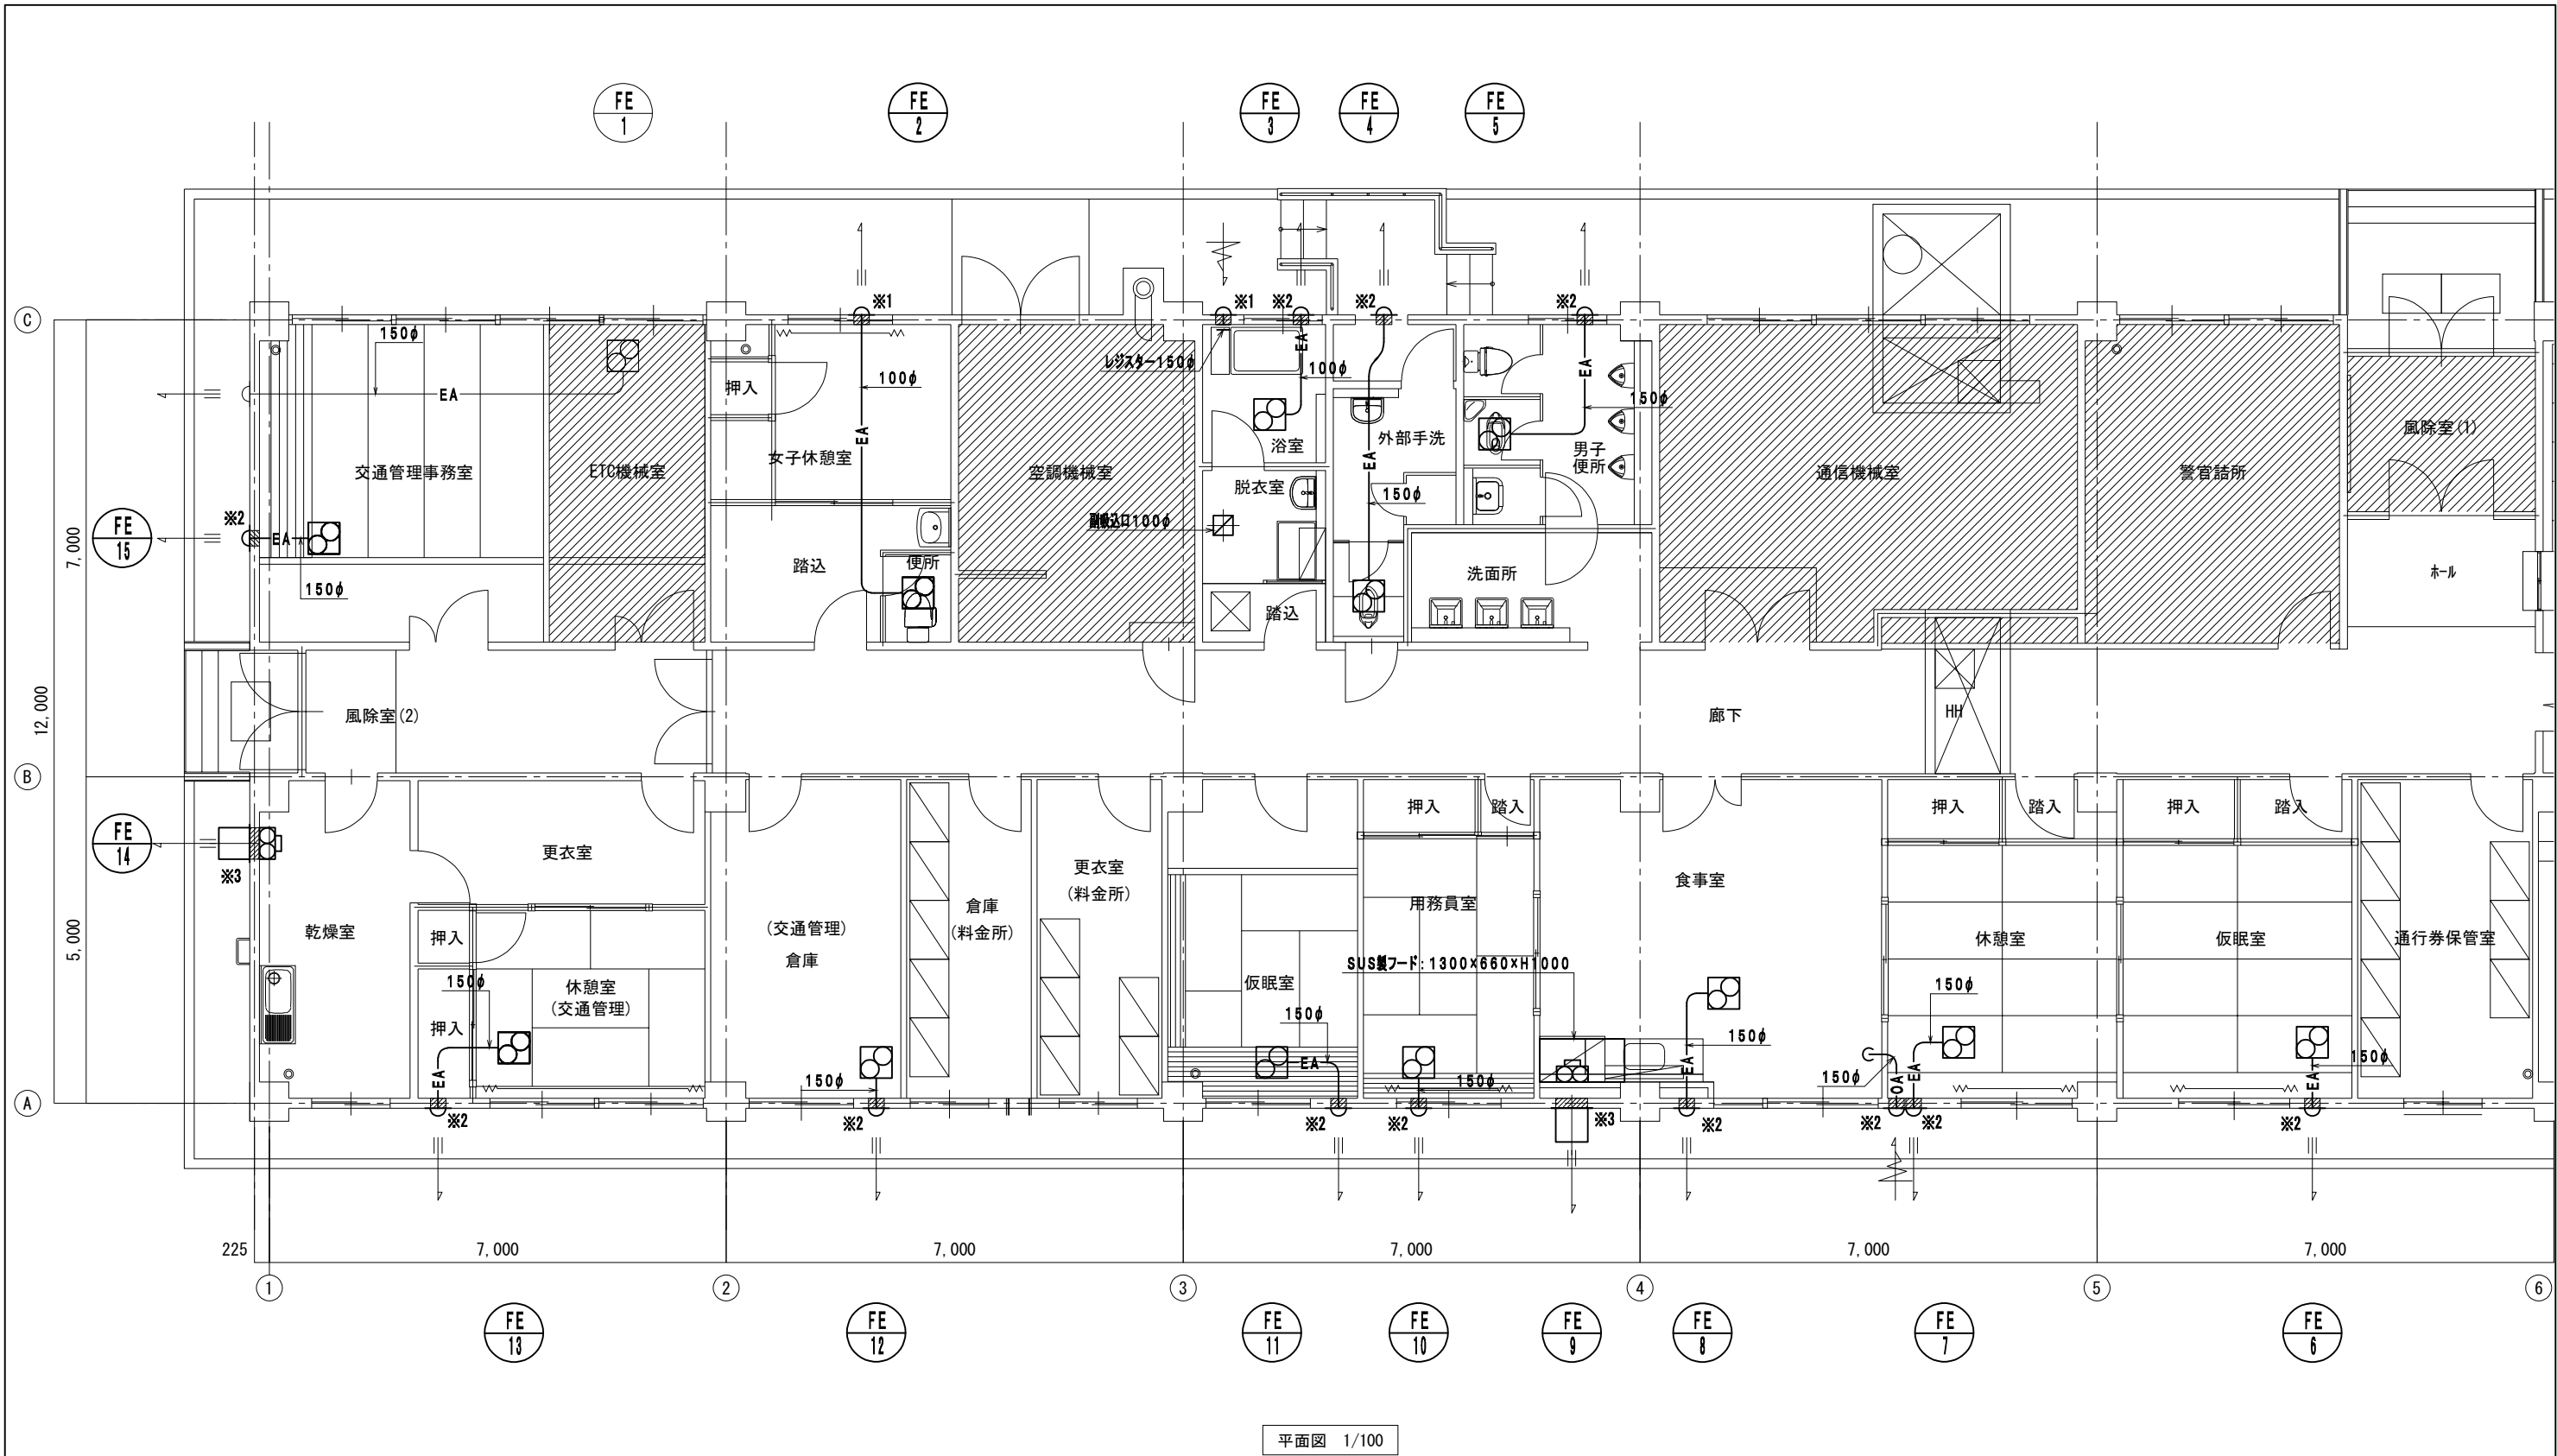 FE
1
FE
2
FE
3
FE
4
FE
5
C
※1
※1
※2
※2
※2
150φ
レジスター150φ
EA
100φ
EA
押入
100φ
EA
150φ
EA
浴室
外部手洗
男子
便所
風除室(1)
交通管理事務室
ETC機械室
女子休憩室
EA
空調機械室
EA
通信機械室
警官詰所
脱衣室
150φ
副吸込口100φ
FE
15
※2
EA
7,000
踏込
便所
洗面所
ホール
150φ
踏込
12,000
風除室(2)
廊下
HH
B
押入
踏入
押入
踏入
押入
踏入
FE
14
※3
更衣室
更衣室
(料金所)
食事室
用務員室
倉庫
(料金所)
乾燥室
押入
(交通管理)
倉庫
休憩室
仮眠室
通行券保管室
5,000
SUS製フード:1300×660×H1000
150φ
休憩室
(交通管理)
仮眠室
150φ
押入
150φ
150φ
EA
150φ
EA
150φ
150φ
150φ
EA
EA
OA
EA
EA
A
※2
※2
※2
※2
※3
※2
※2
※2
※2
225
7,000
7,000
7,000
7,000
7,000
1
2
3
4
5
6
FE
13
FE
12
FE
11
FE
10
FE
9
FE
8
FE
7
FE
6
平面図 1/100